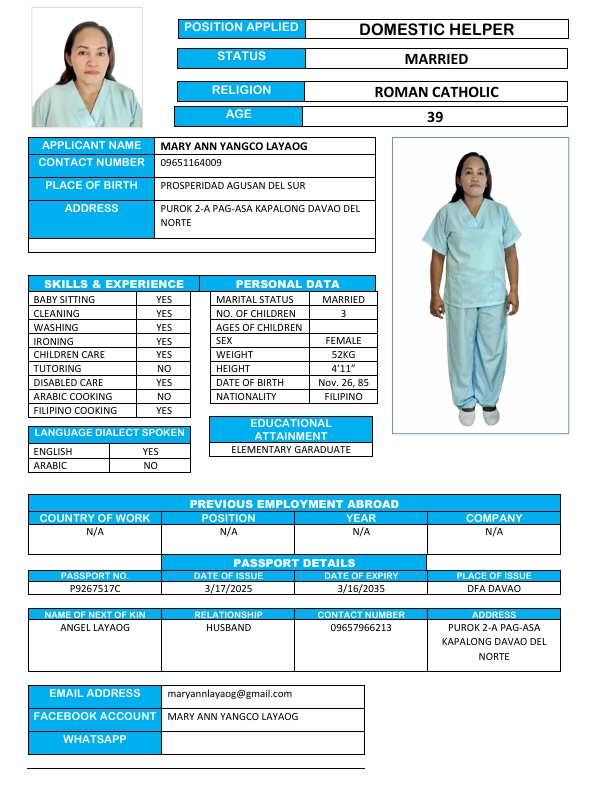 POSITION APPLIED DOMESTIC HELPER
STATUS MARRIED
RELIGION ROMAN CATHOLIC
AGE 39
APPLICANT NAME MARY ANN YANGCO LAYAOG
CONTACT NUMBER 09651164009
PLACE OF BIRTH PROSPERIDAD AGUSAN DEL SUR
ADDRESS PUROK 2-A PAG-ASA KAPALONG DAVAO DEL
NORTE
SKILLS & EXPERIENCE
BABY SITTING YES
CLEANING YES
WASHING YES
IRONING YES
CHILDREN CARE YES
TUTORING NO
DISABLED CARE YES
ARABIC COOKING NO
FILIPINO COOKING YES
LANGUAGE DIALECT SPOKEN
ENGLISH YES
ARABIC NO
PERSONAL DATA
MARITAL STATUS MARRIED
NO. OF CHILDREN 3
AGES OF CHILDREN
SEX FEMALE
WEIGHT 52KG
HEIGHT 4’11”
DATE OF BIRTH Nov. 26, 85
NATIONALITY FILIPINO
EDUCATIONAL
ATTAINMENT
ELEMENTARY GARADUATE
PREVIOUS EMPLOYMENT ABROAD
COUNTRY OF WORK POSITION YEAR COMPANY
N/A N/A N/A N/A
PASSPORT DETAILS
PASSPORT NO. DATE OF ISSUE DATE OF EXPIRY PLACE OF ISSUE
P9267517C 3/17/2025 3/16/2035 DFA DAVAO
NAME OF NEXT OF KIN RELATIONSHIP CONTACT NUMBER ADDRESS
ANGEL LAYAOG HUSBAND 09657966213 PUROK 2-A PAG-ASA
KAPALONG DAVAO DEL
NORTE
EMAIL ADDRESS maryannlayaog@gmail.com
FACEBOOK ACCOUNT MARY ANN YANGCO LAYAOG
WHATSAPP